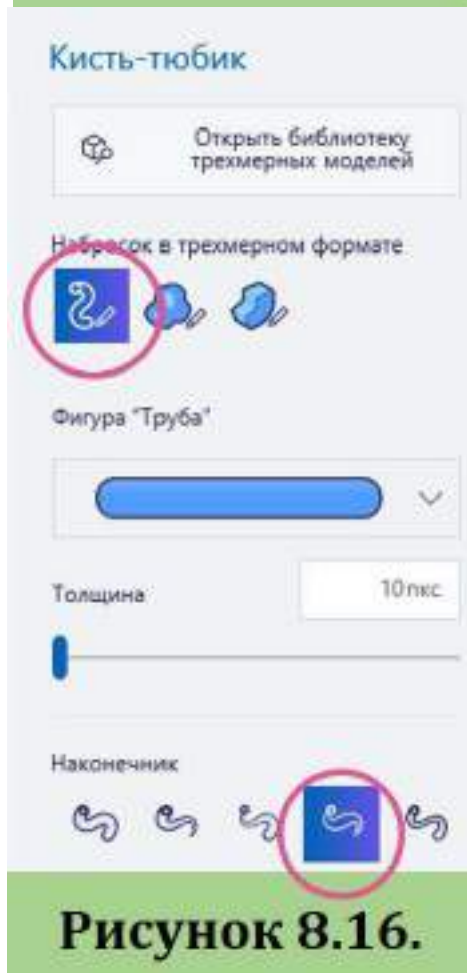 Кисть-тюбик
Открыть библиотеку
трехмерных моделей
Набросок в трехмерном формате
Фигура "Труба"
Толщина
10пкс
Наконечник
Рисунок 8.16.